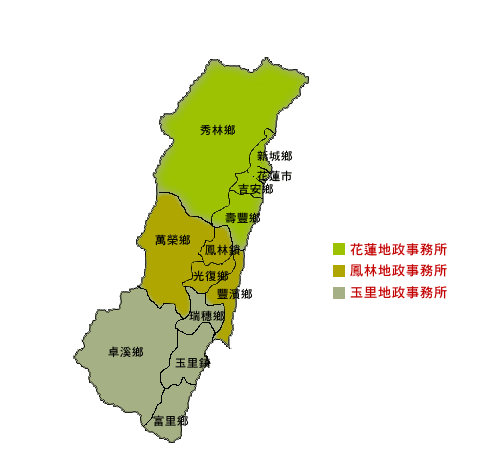 秀林鄉
新城鄉
花蓮市
吉安鄉
壽豐鄉
萬榮鄉
鳳林鎮
光復鄉
豐濱鄉
瑞穗鄉
卓溪鄉
玉里鎮
富里鄉
花蓮地政事務所
鳳林地政事務所
玉里地政事務所